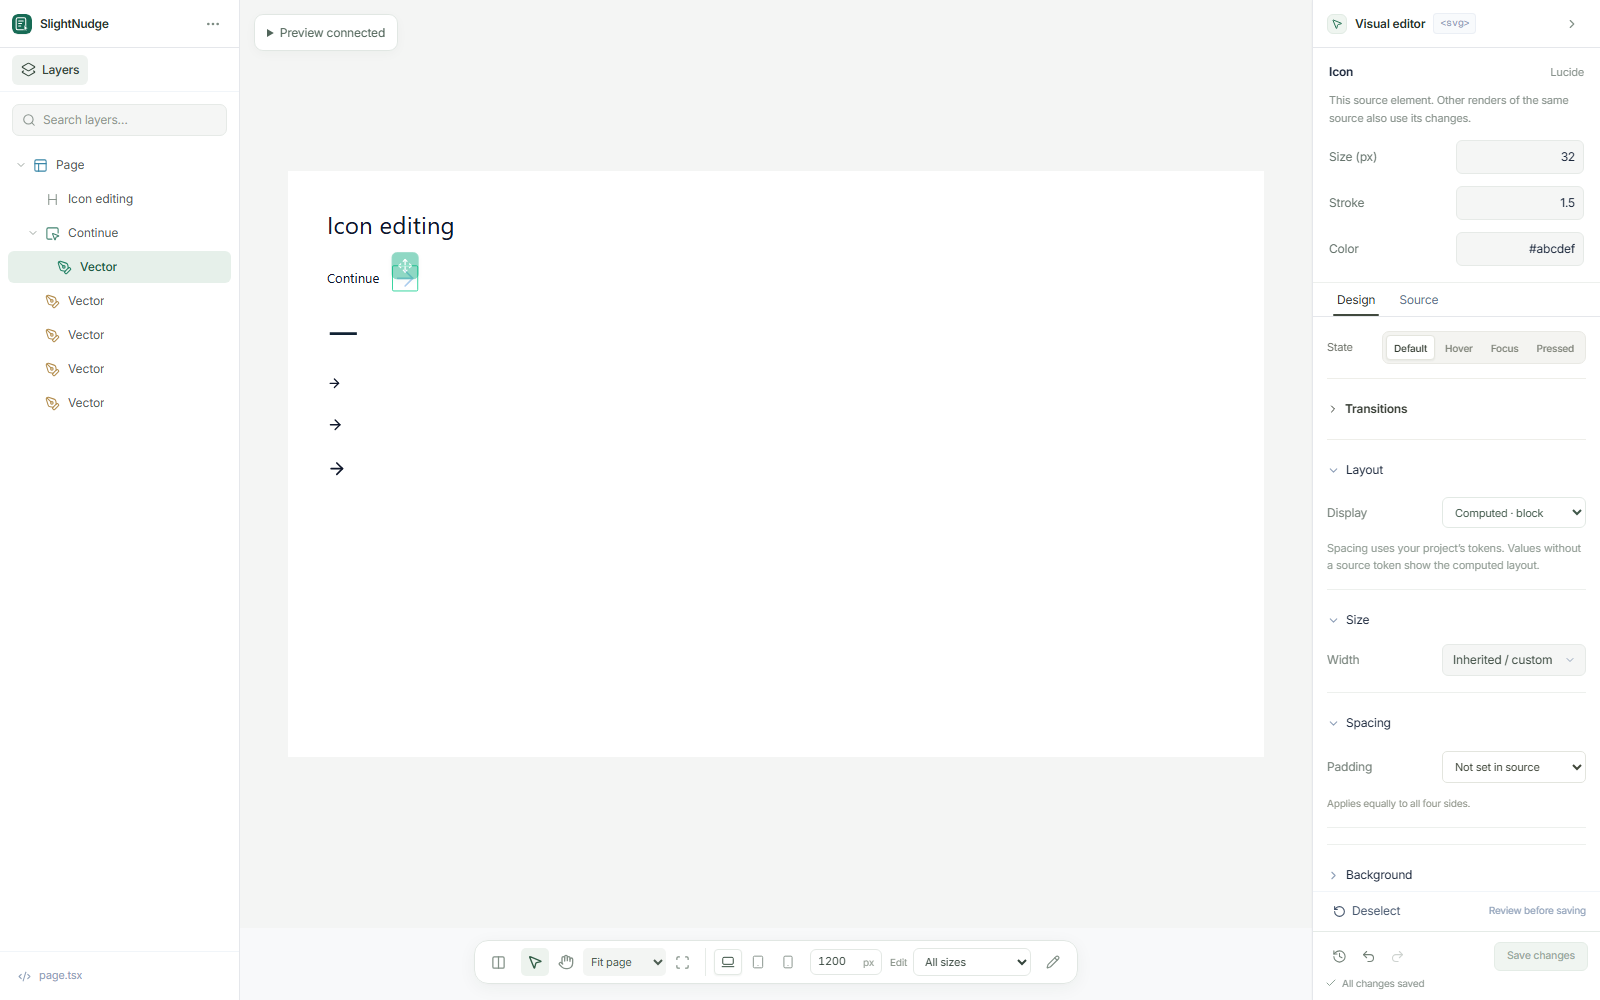 SlightNudge
Layers
Search layers...
Page
Icon editing
Continue
Vector
Vector
Vector
Vector
Vector
page.tsx
Preview connected
Icon editing
Continue
Fit page
1200 px
Edit
All sizes
Visual editor <svg>
Icon Lucide
This source element. Other renders of the same
source also use its changes.
Size (px) 32
Stroke 1.5
Color #abcdef
Design Source
State Default Hover Focus Pressed
Transitions
Layout
Display Computed · block
Spacing uses your project's tokens. Values without
a source token show the computed layout.
Size
Width Inherited / custom
Spacing
Padding Not set in source
Applies equally to all four sides.
Background
Deselect Review before saving
Save changes
All changes saved